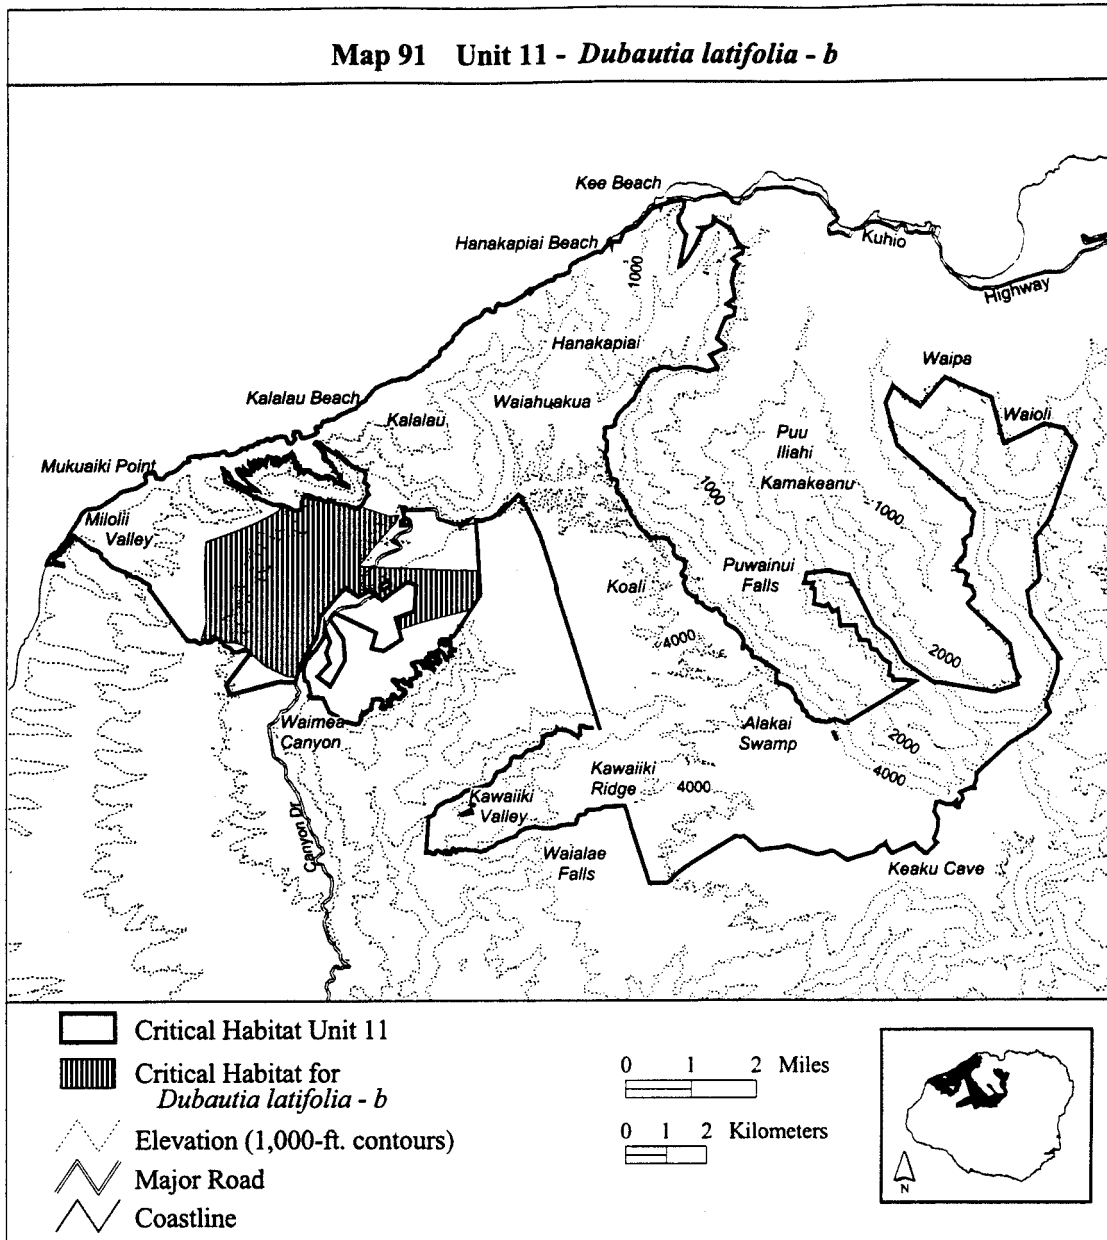 Map 91 Unit 11 - Dubautia latifolia - b
Kee Beach
Hanakapiai Beach
Kuhio
Highway
1000
Hanakapiai
Waipa
Kalalau Beach
Waiahuakua
Kalalau
Waioli
Puu
Iliahi
Mukuaiki Point
Kamakeanu
1000
1000
Milolii
Valley
Puwainui
Falls
Koali
4000
2000
Waimea
Canyon
Alakai
Swamp
2000
Kawaiiki
Ridge
4000
4000
Kawaiiki
Valley
Canyon Dr
Waialae
Falls
Keaku Cave
Critical Habitat Unit 11
Critical Habitat for
Dubautia latifolia - b
Elevation (1,000-ft. contours)
Major Road
Coastline
0 1 2 Miles
0 1 2 Kilometers
N